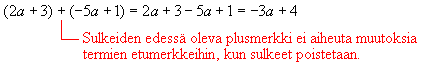 (2a + 3) + (−5a + 1) = 2a + 3 − 5a + 1 = −3a + 4
Sulkeiden edessä oleva plusmerkki ei aiheuta muutoksia
termien etumerkkeihin, kun sulkeet poistetaan.